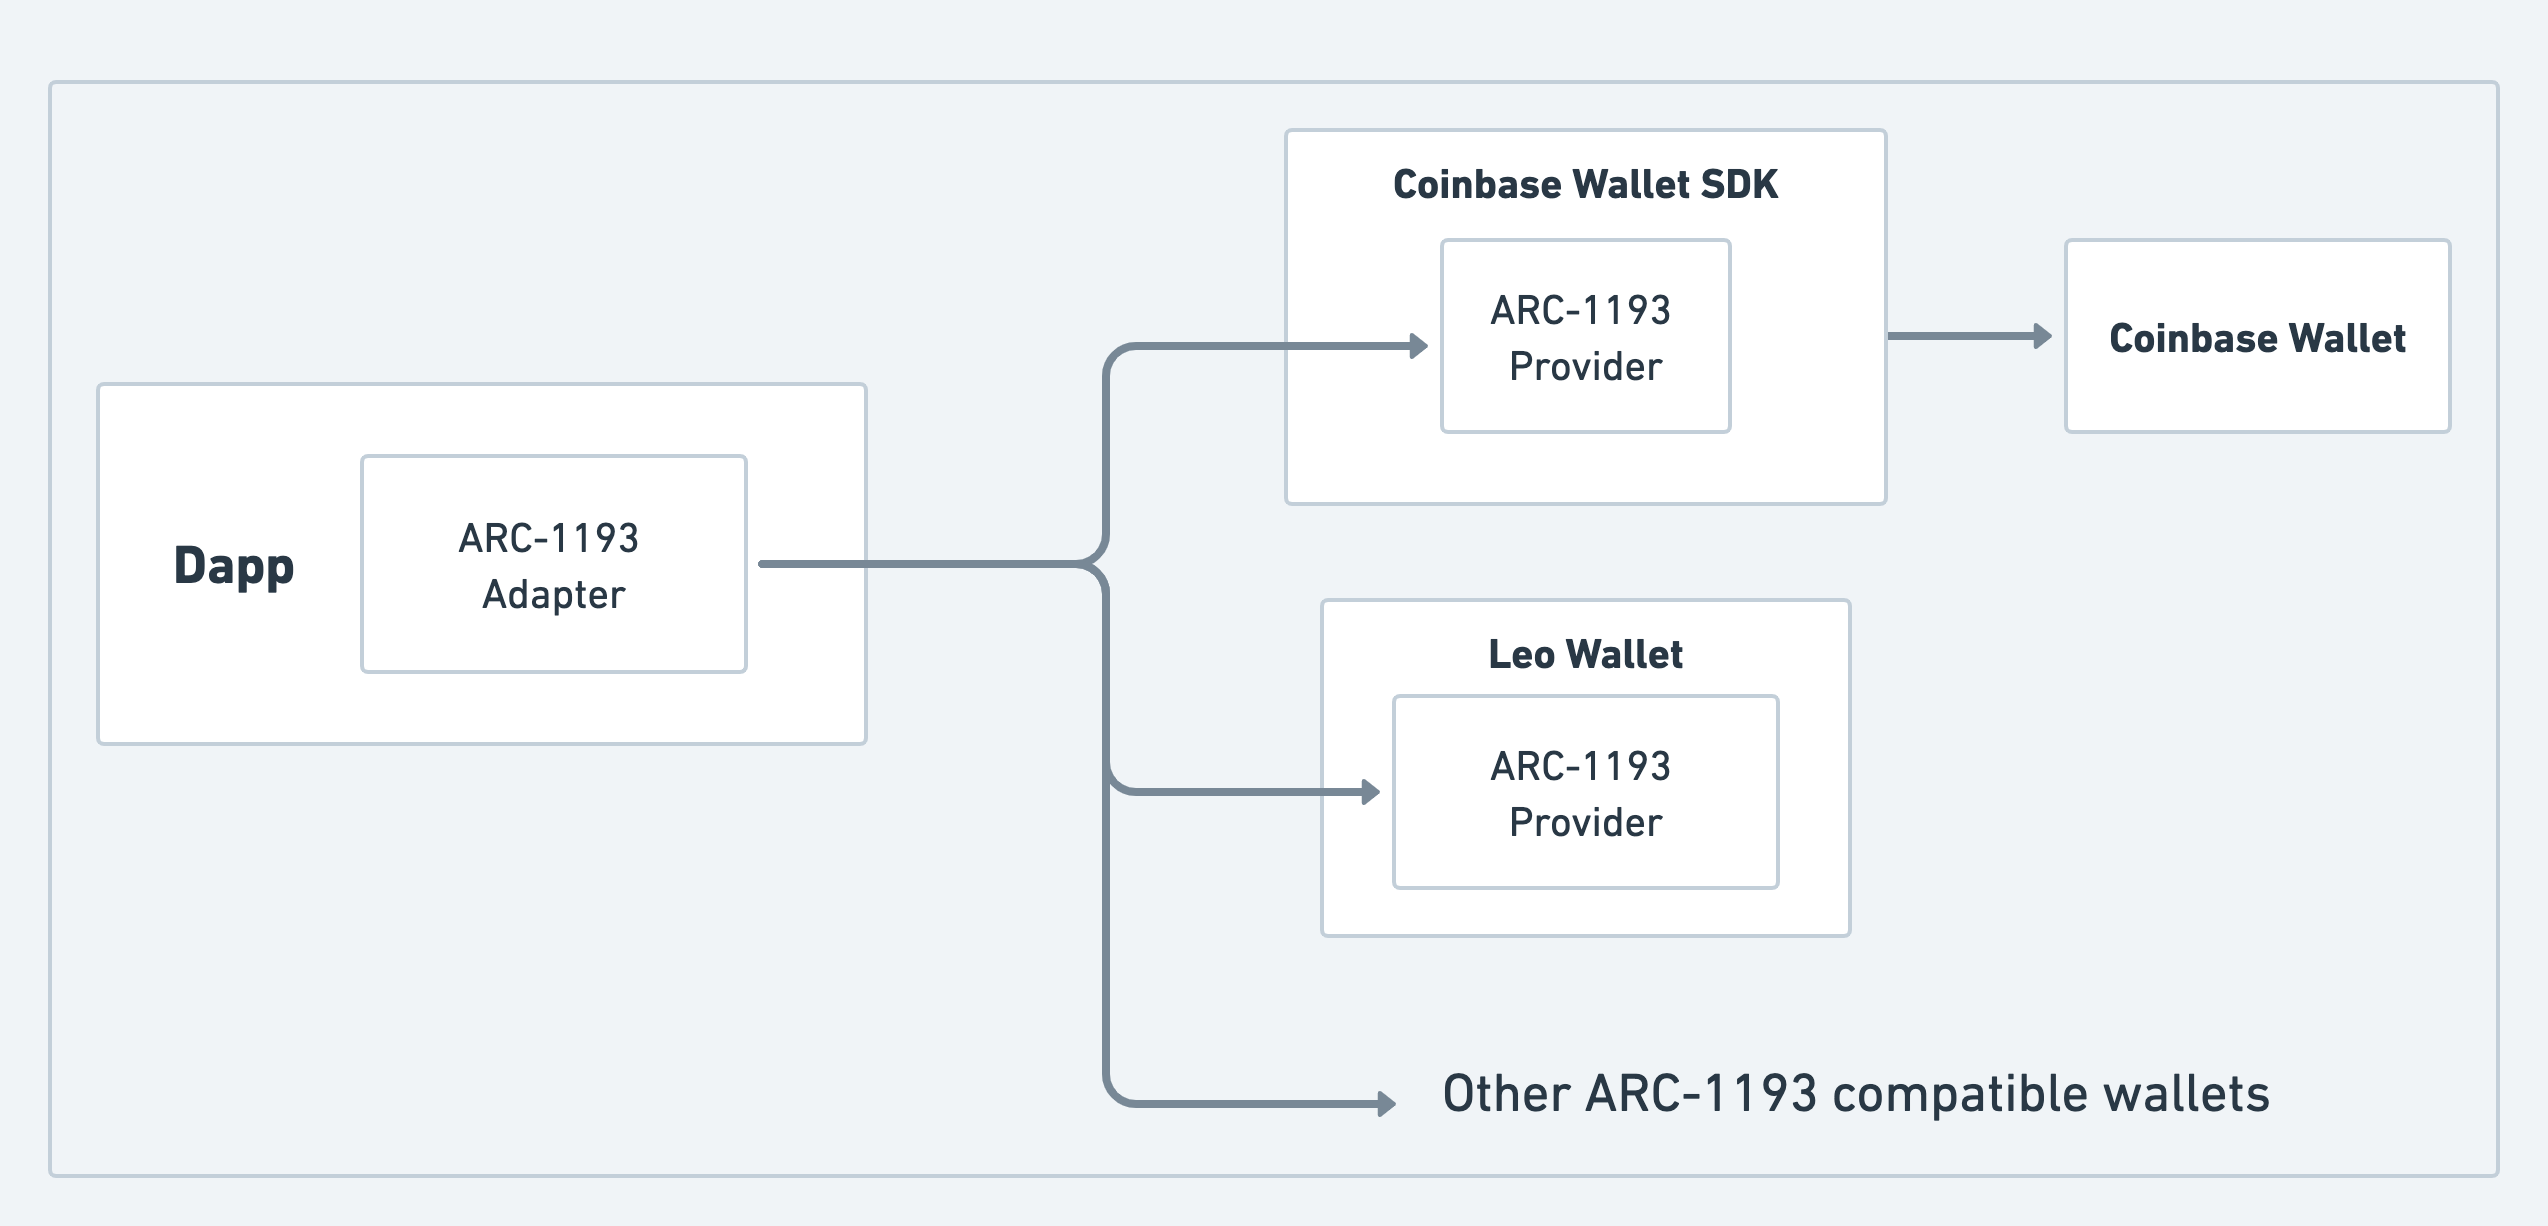 Dapp
ARC-1193
Adapter
Coinbase Wallet SDK
ARC-1193
Provider
Coinbase Wallet
Leo Wallet
ARC-1193
Provider
Other ARC-1193 compatible wallets